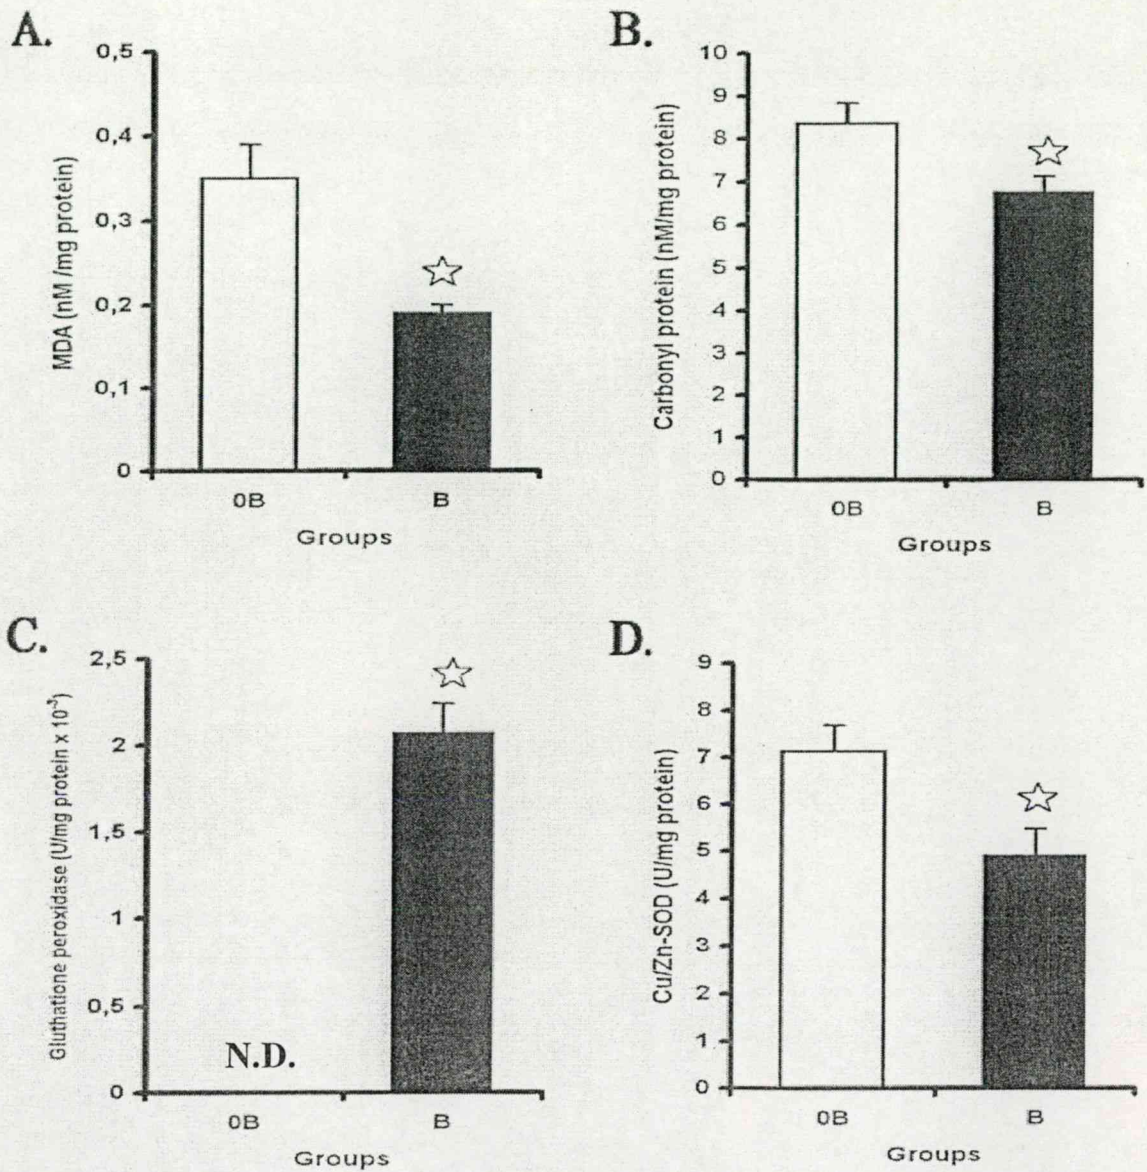 A.
MDA (nM /mg protein)
0,5
0,4
0,3
0,2
0,1
0
0B
B
Groups
B.
Carbonyl protein (nM/mg protein)
10
9
8
7
6
5
4
3
2
1
0
0B
B
Groups
C.
Gluthatione peroxidase (U/mg protein x 10⁻³)
2,5
2
1,5
1
0,5
0
N.D.
0B
B
Groups
D.
Cu/Zn-SOD (U/mg protein)
9
8
7
6
5
4
3
2
1
0
0B
B
Groups